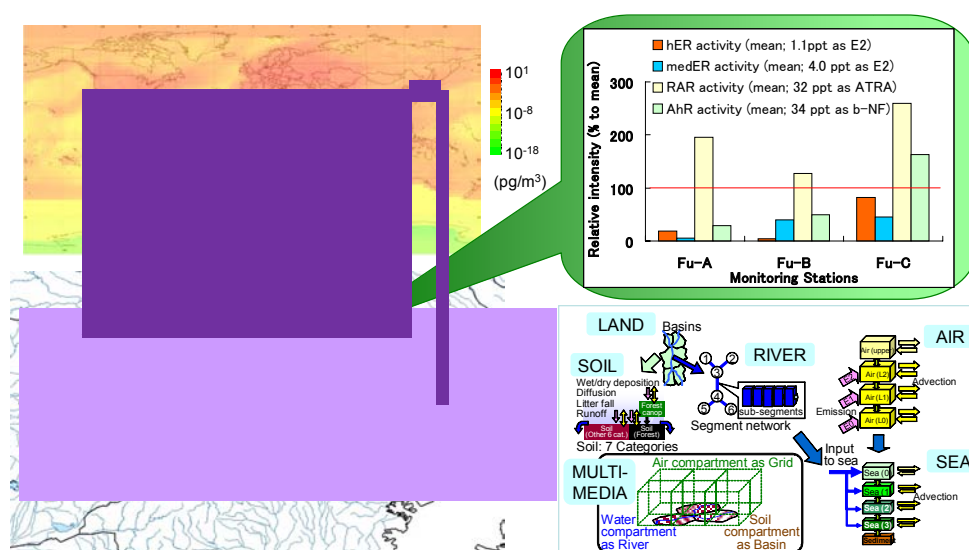 10¹
10⁻⁸
10⁻¹⁸
(pg/m³)
hER activity (mean; 1.1ppt as E2)
medER activity (mean; 4.0 ppt as E2)
RAR activity (mean; 32 ppt as ATRA)
AhR activity (mean; 34 ppt as b-NF)
Relative intensity (% to mean)
300
200
100
0
Fu-A
Fu-B
Fu-C
Monitoring Stations
LAND
Basins
RIVER
AIR
SOIL
Wet/dry deposition
Diffusion
Litter fall
Runoff
Forest
canop
Soil
(Other 6 cat.)
Soil
(Forest)
Soil: 7 Categories
1
2
3
4
5
6
sub-segments
Segment network
Air (upper)
Air (L2)
Air (L1)
Air (L0)
Advection
Emission
Input
to sea
SEA
Sea (0)
Sea (1)
Sea (2)
Sea (3)
Sediment
Advection
MULTI-
MEDIA
Air compartment as Grid
Water
compartment
as River
Soil
compartment
as Basin